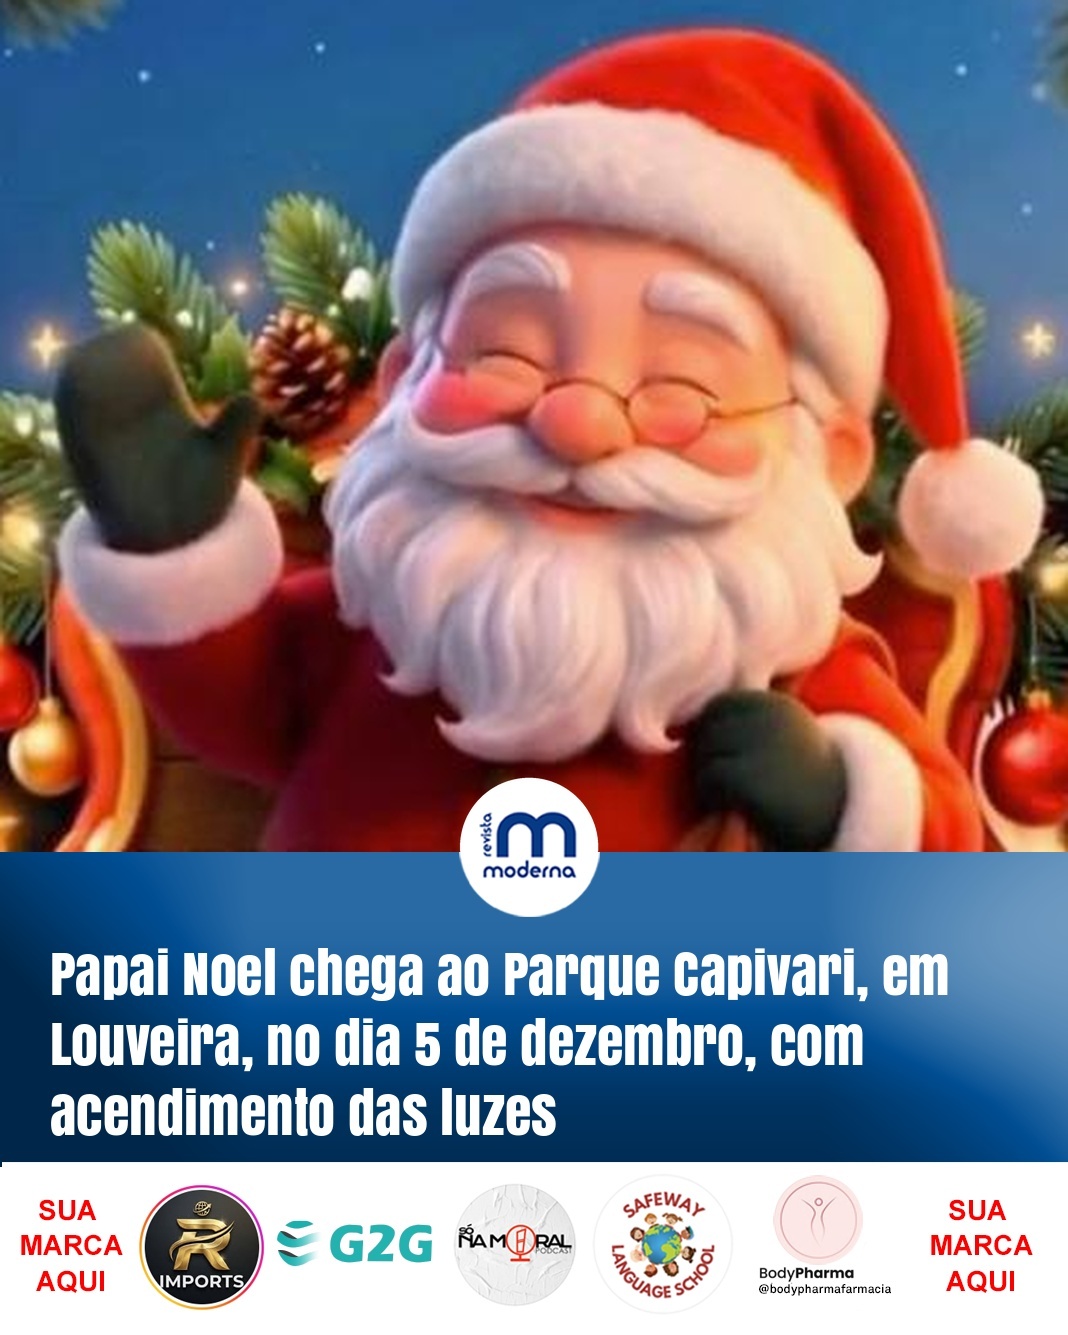 revista
m
moderna
Papai Noel chega ao Parque Capivari, em
Louveira, no dia 5 de dezembro, com
acendimento das luzes
SUA
MARCA
AQUI
R
IMPORTS
G2G
SÓ
NA MORAL
PODCAST
SAFEWAY
LANGUAGE SCHOOL
BodyPharma
@bodypharmafarmacia
SUA
MARCA
AQUI